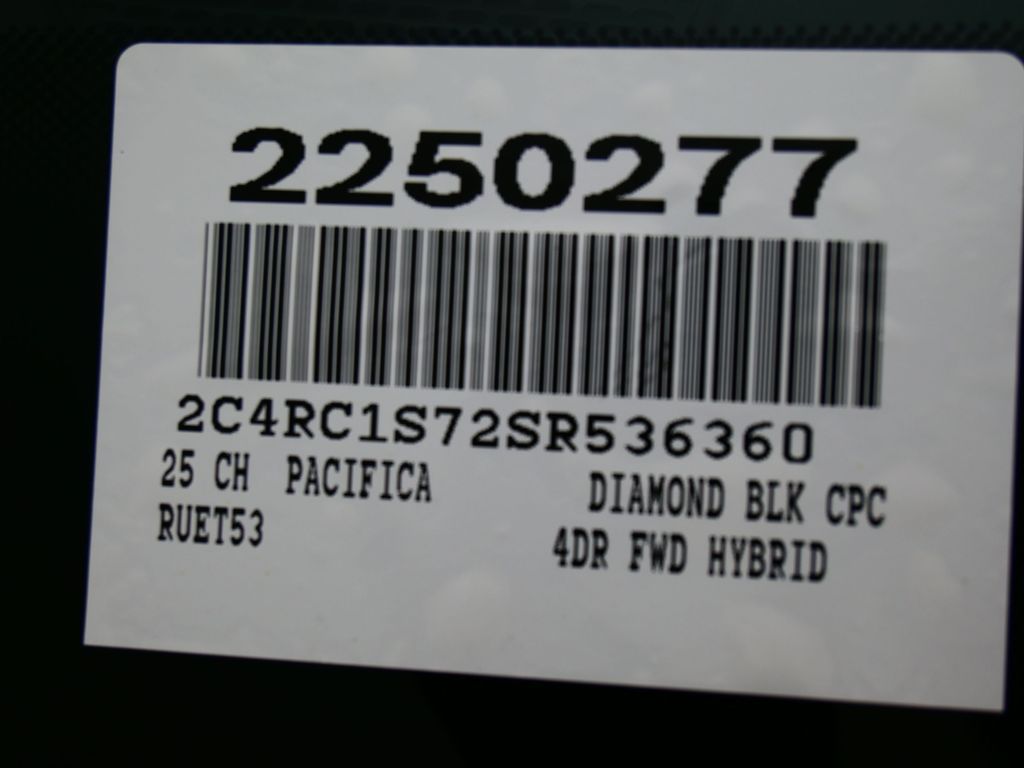 2250277
2C4RC1S72SR536360
25 CH PACIFICA DIAMOND BLK CPC
RUET53 4DR FWD HYBRID